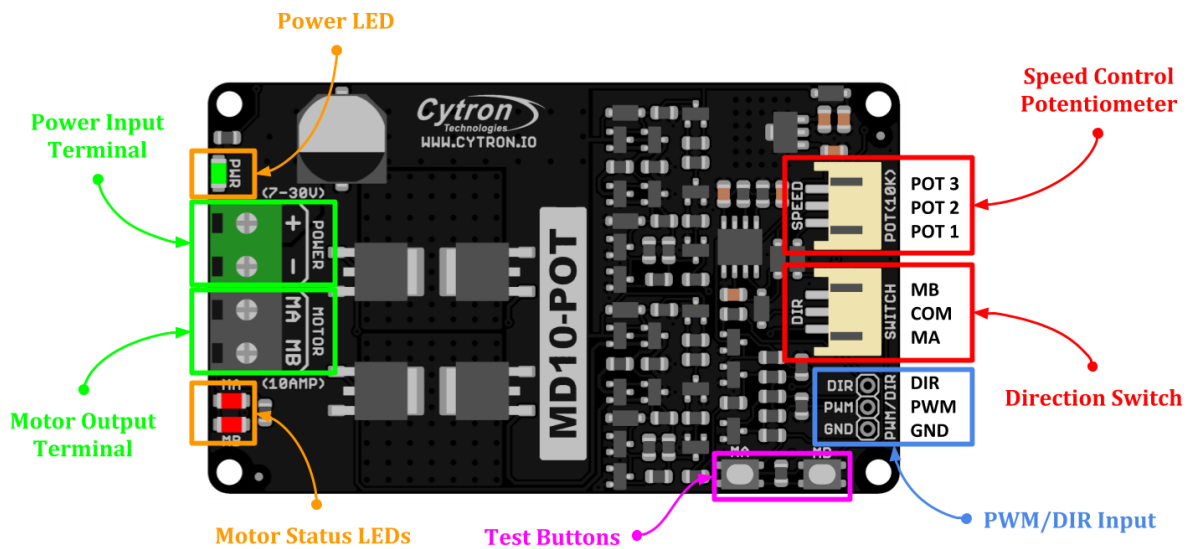 Power LED
Speed Control
Potentiometer
Power Input
Terminal
Cytron
Technologies
WWW.CYTRON.IO
PWR
(7-30V)
+
-
POWER
MA
MB
MOTOR
(10AMP)
MA
MB
Motor Output
Terminal
Motor Status LEDs
MD10-POT
SPEED
POT(10K)
POT 3
POT 2
POT 1
DIR
SWITCH
MB
COM
MA
Direction Switch
DIR
PWM
GND
PWM/DIR
DIR
PWM
GND
MA
MB
Test Buttons
PWM/DIR Input